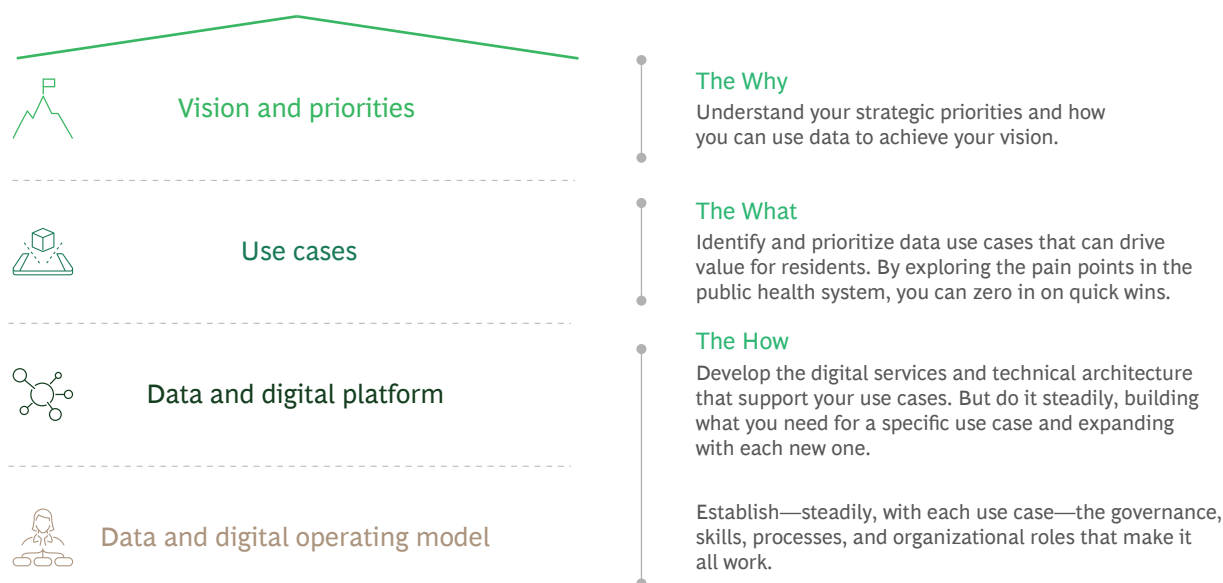 Vision and priorities
The Why
Understand your strategic priorities and how
you can use data to achieve your vision.
Use cases
The What
Identify and prioritize data use cases that can drive
value for residents. By exploring the pain points in the
public health system, you can zero in on quick wins.
Data and digital platform
The How
Develop the digital services and technical architecture
that support your use cases. But do it steadily, building
what you need for a specific use case and expanding
with each new one.
Data and digital operating model
Establish—steadily, with each use case—the governance,
skills, processes, and organizational roles that make it
all work.